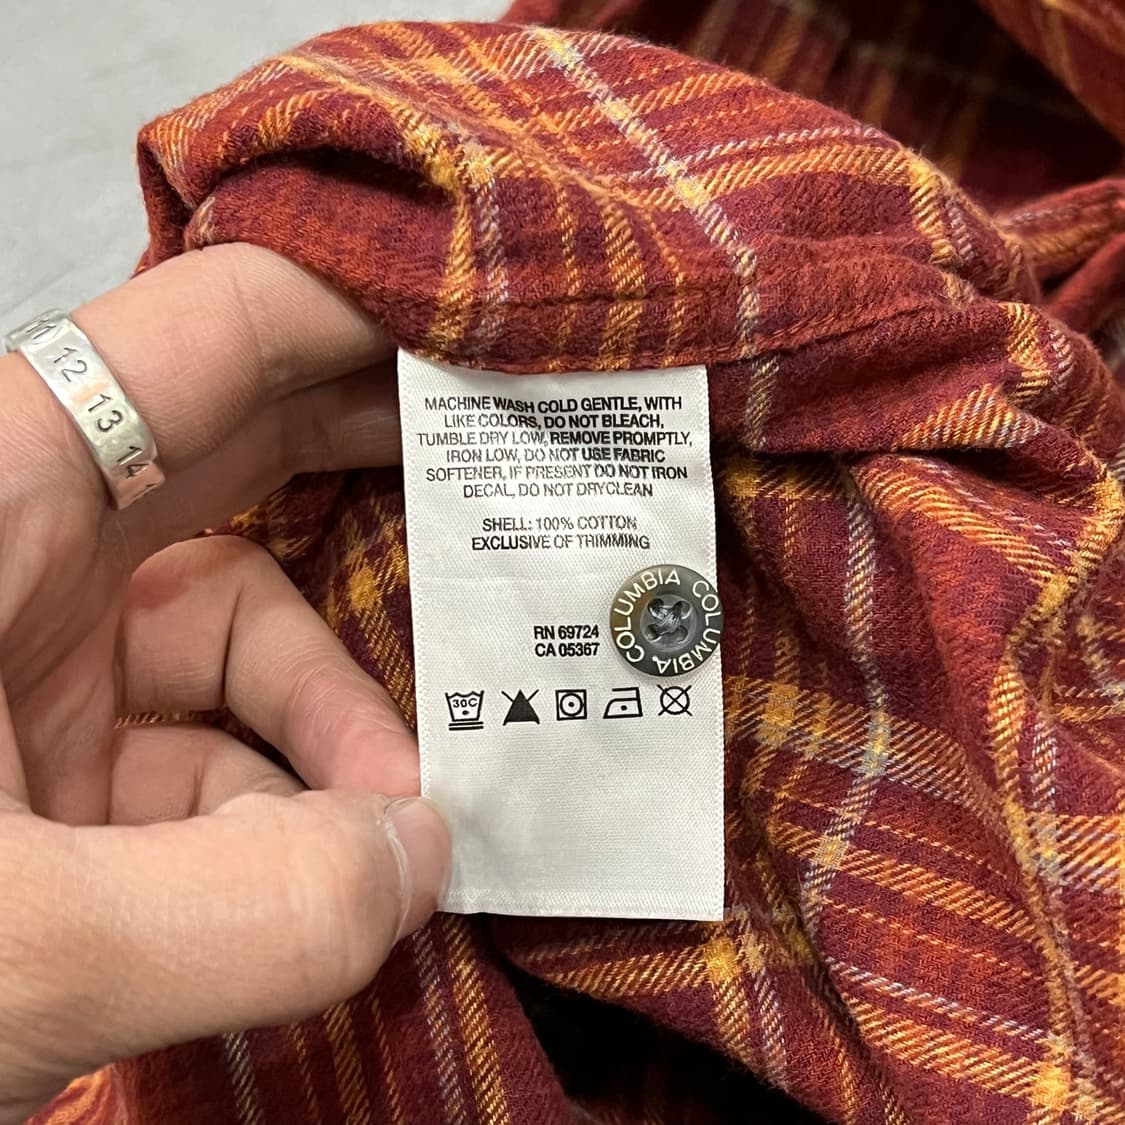 11 12 13 14
MACHINE WASH COLD GENTLE, WITH
LIKE COLORS, DO NOT BLEACH,
TUMBLE DRY LOW, REMOVE PROMPTLY,
IRON LOW, DO NOT USE FABRIC
SOFTENER, IF PRESENT DO NOT IRON
DECAL, DO NOT DRYCLEAN
SHELL: 100% COTTON
EXCLUSIVE OF THIMMING
COLUMBIA COLUMBIA
RN 69724
CA 05367
30C